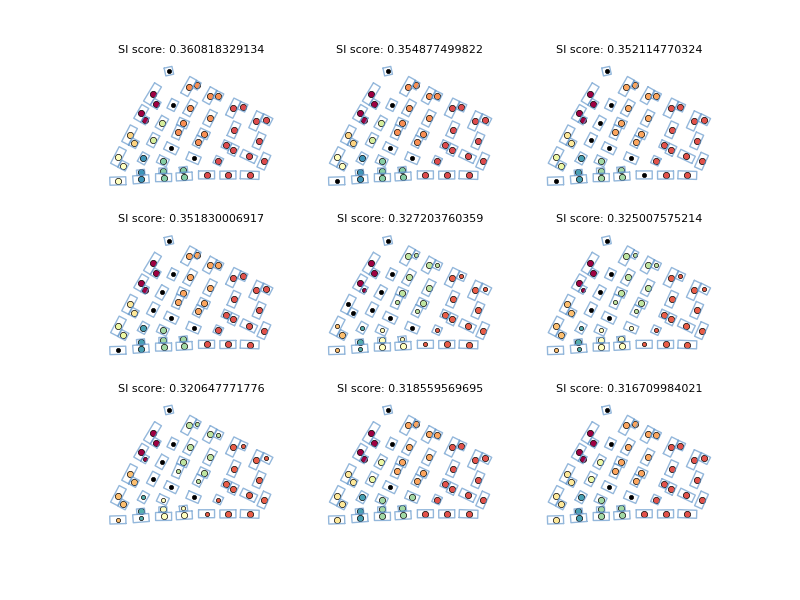 SI score: 0.360818329134
SI score: 0.354877499822
SI score: 0.352114770324
SI score: 0.351830006917
SI score: 0.327203760359
SI score: 0.325007575214
SI score: 0.320647771776
SI score: 0.318559569695
SI score: 0.316709984021